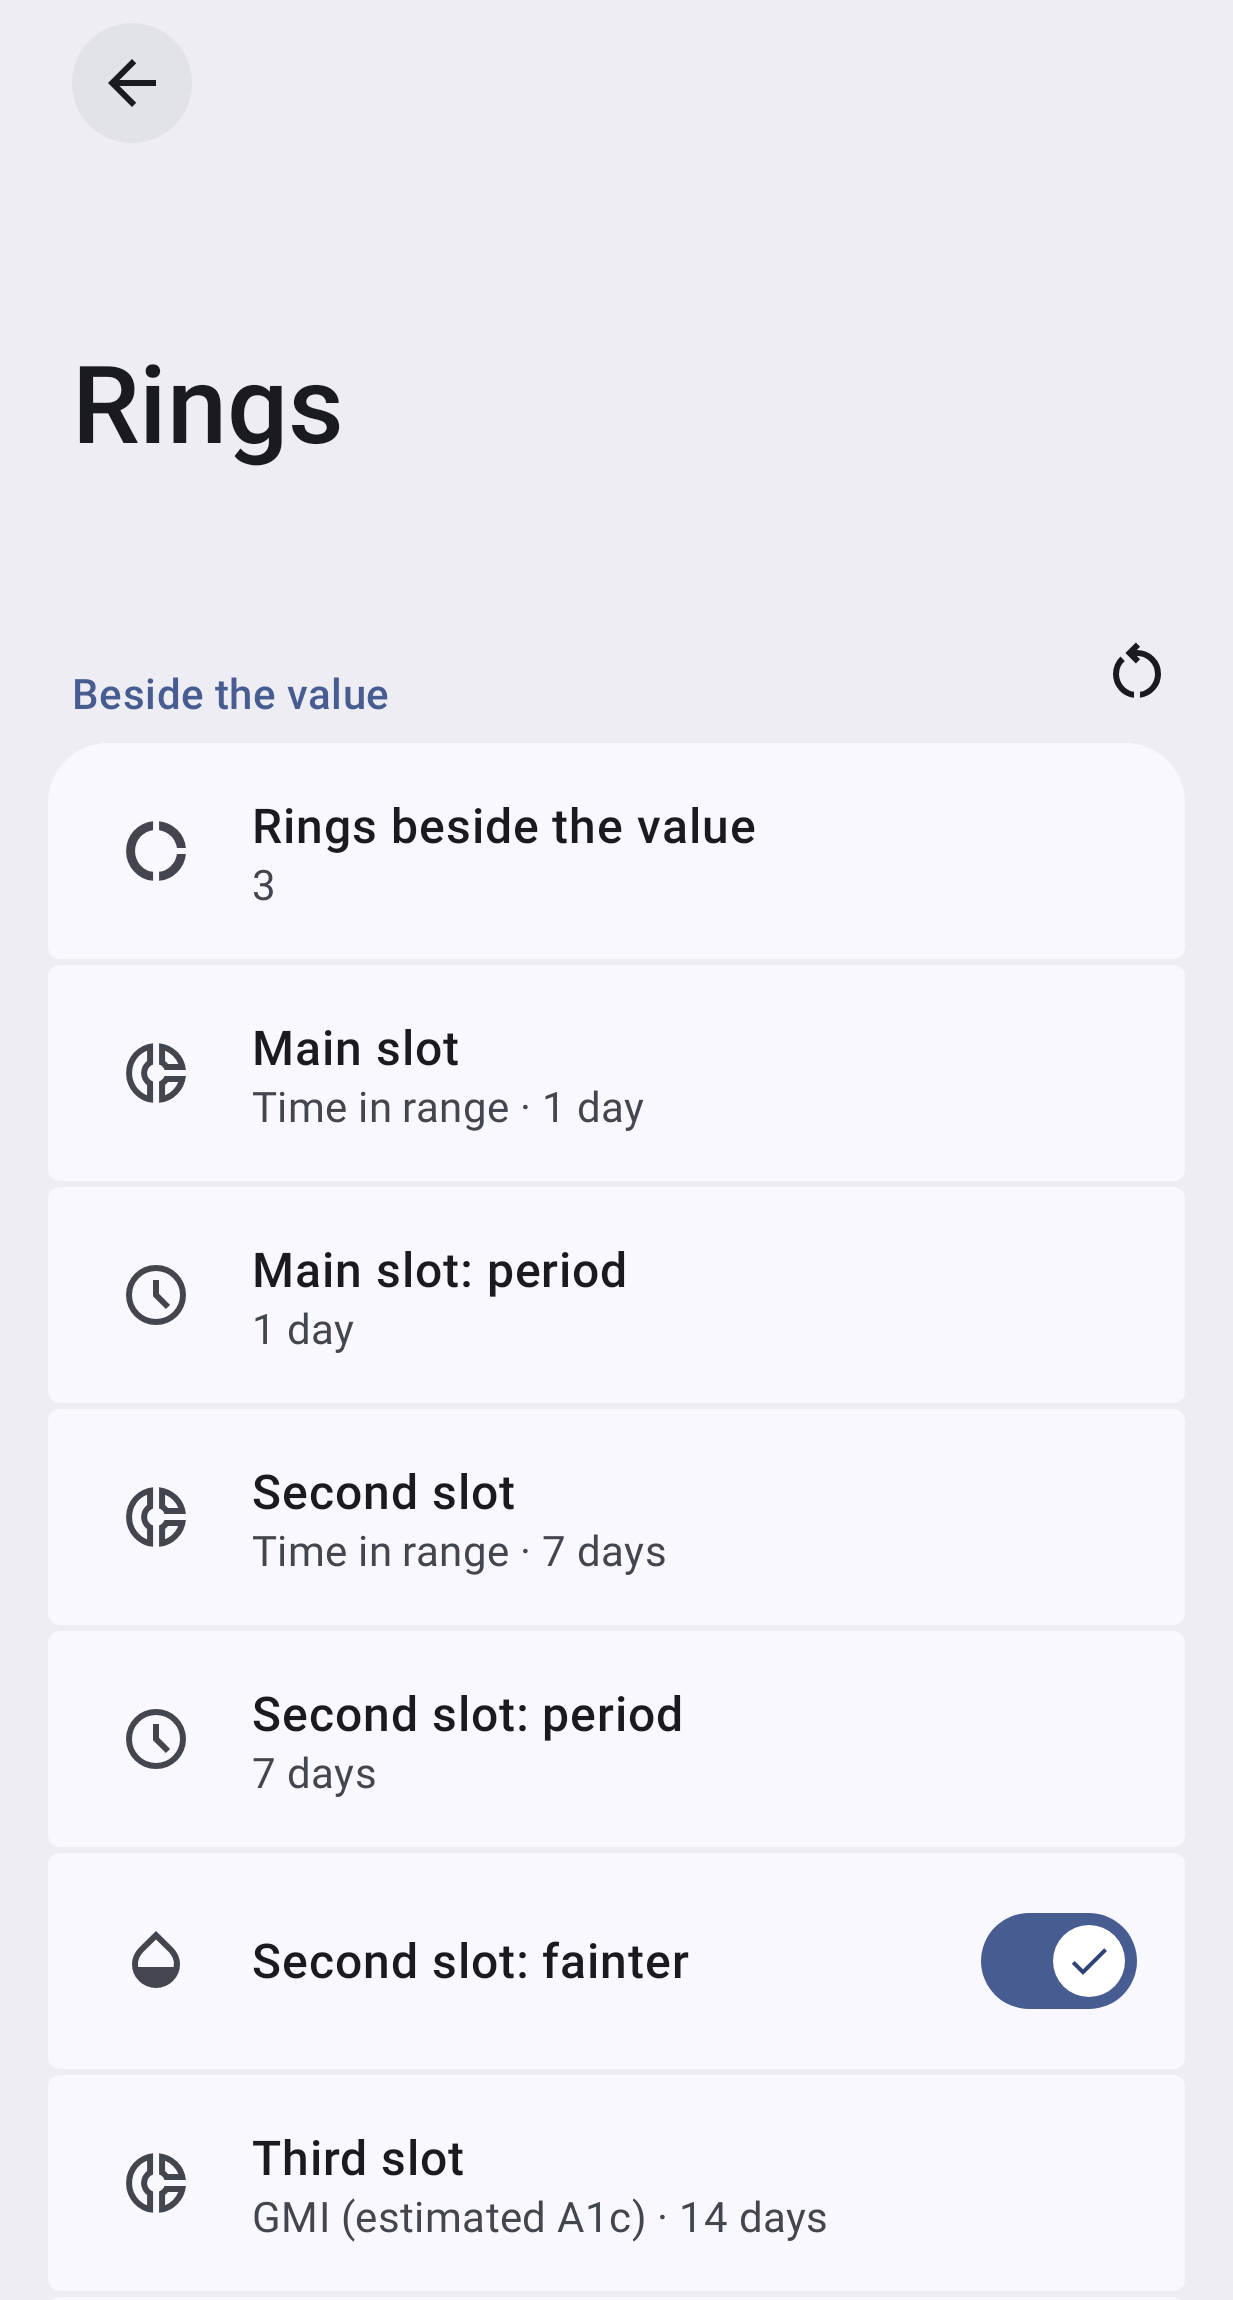 Rings
Beside the value
Rings beside the value
3
Main slot
Time in range · 1 day
Main slot: period
1 day
Second slot
Time in range · 7 days
Second slot: period
7 days
Second slot: fainter
Third slot
GMI (estimated A1c) · 14 days